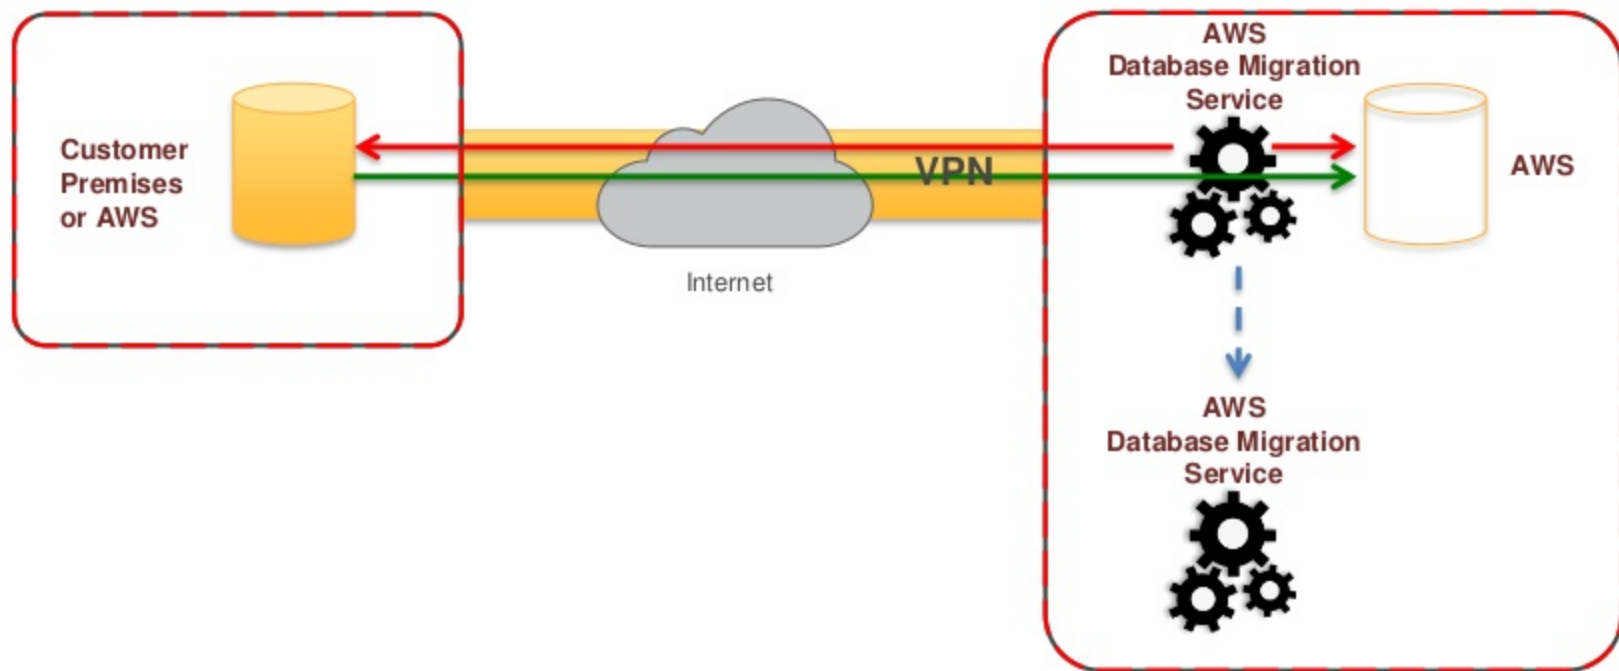 Customer
Premises
or AWS
VPN
Internet
AWS
Database Migration
Service
AWS
AWS
Database Migration
Service